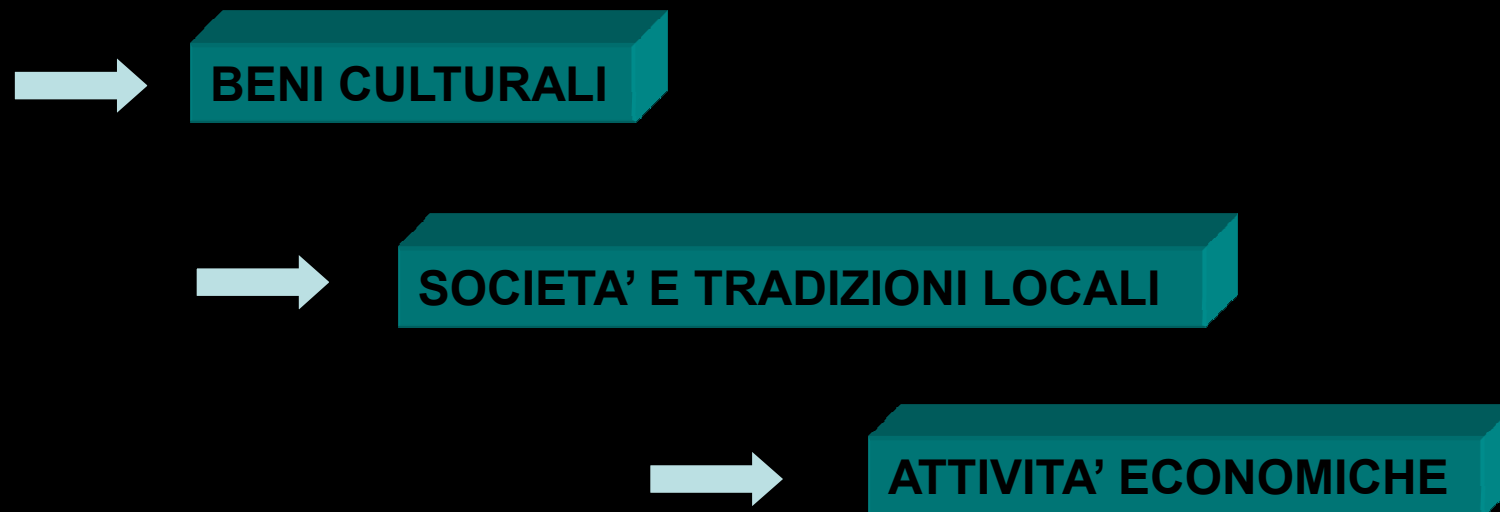 BENI CULTURALI
SOCIETA’ E TRADIZIONI LOCALI
ATTIVITA’ ECONOMICHE